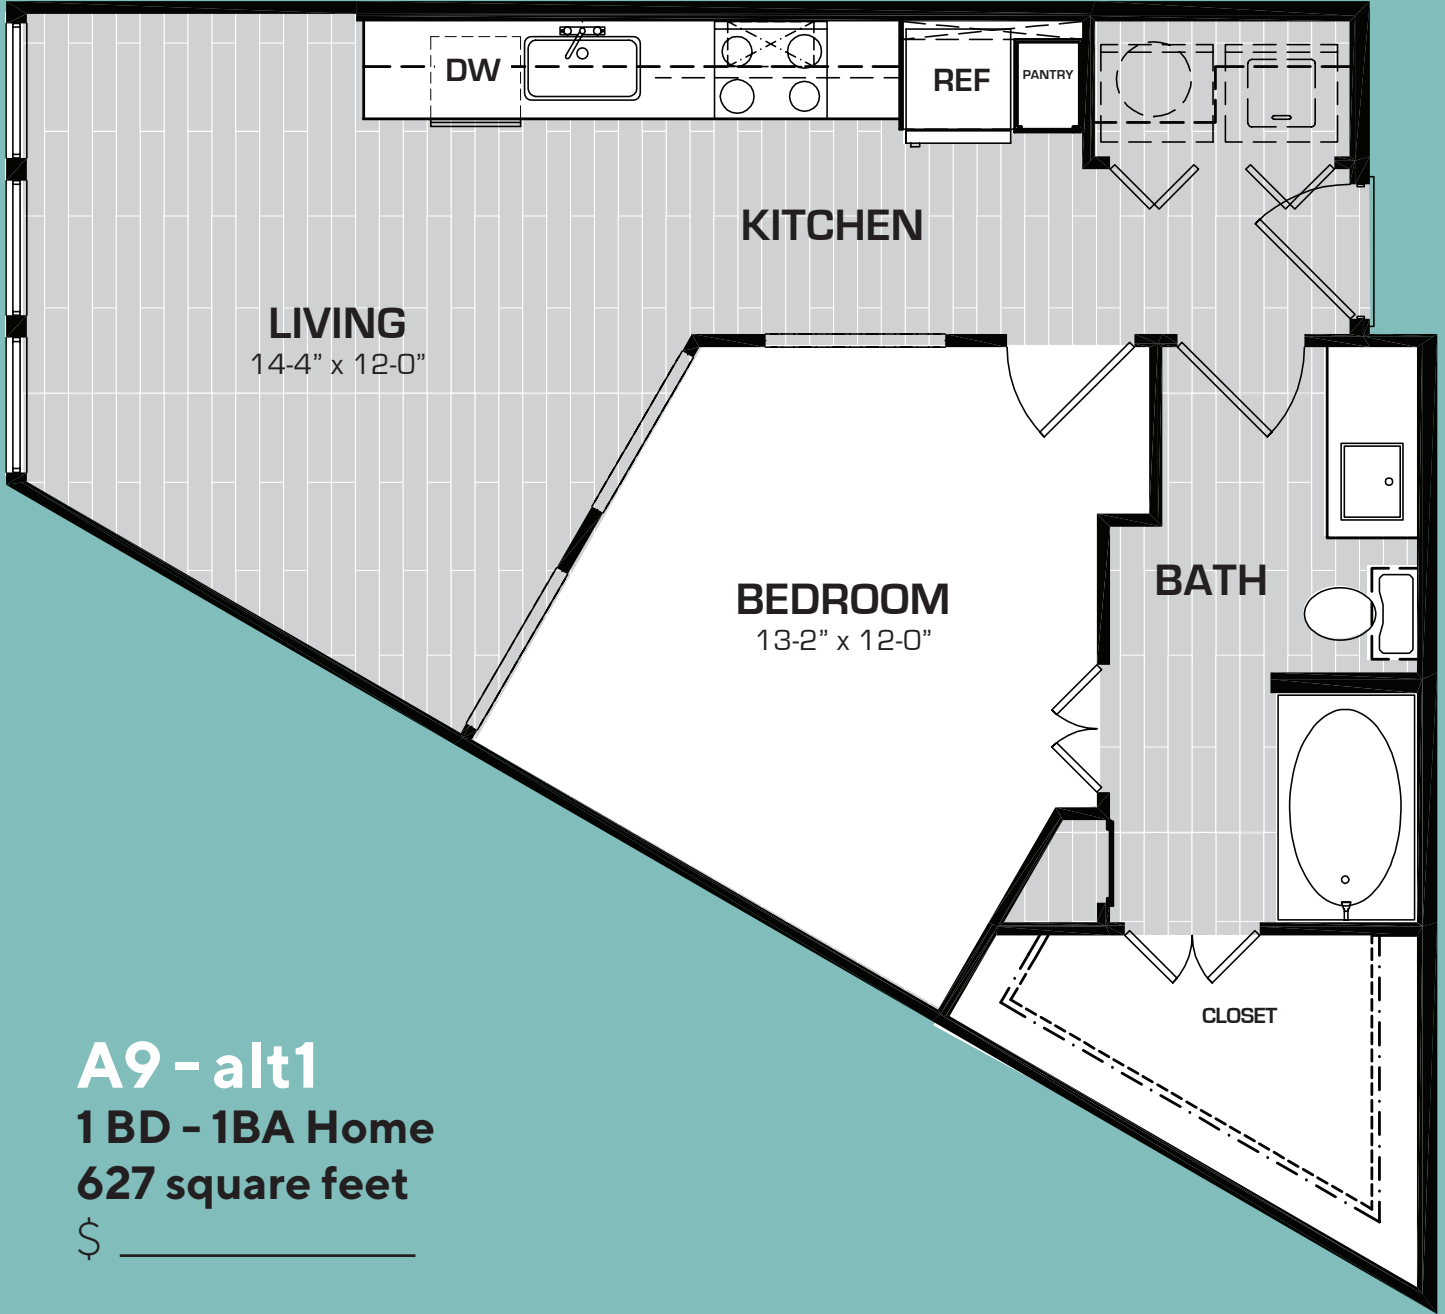 DW
REF
PANTRY
KITCHEN
LIVING
14-4” x 12-0”
BEDROOM
13-2” x 12-0”
BATH
CLOSET
A9 - alt1
1 BD - 1BA Home
627 square feet
$ ____________